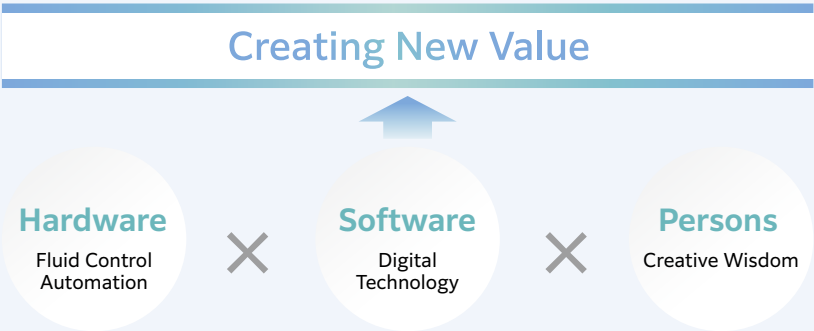 Creating New Value
Hardware
Fluid Control
Automation
×
Software
Digital
Technology
×
Persons
Creative Wisdom